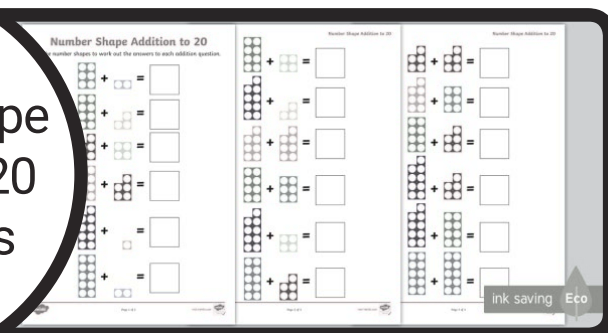 pe
20
s
Number Shape Addition to 20
number shapes to work out the answers to each addition question.
+ =
+ =
+ =
+ =
+ =
+ =
Number Shape Addition to 20
+ =
+ =
+ =
+ =
+ =
+ =
Number Shape Addition to 20
+ =
+ =
+ =
+ =
+ =
+ =
ink saving Eco